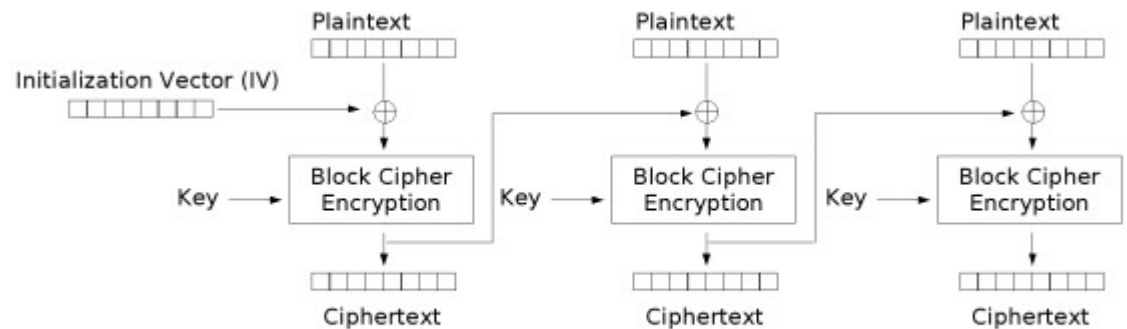 Plaintext
Plaintext
Plaintext
Initialization Vector (IV)
Key
Block Cipher
Encryption
Key
Block Cipher
Encryption
Key
Block Cipher
Encryption
Ciphertext
Ciphertext
Ciphertext